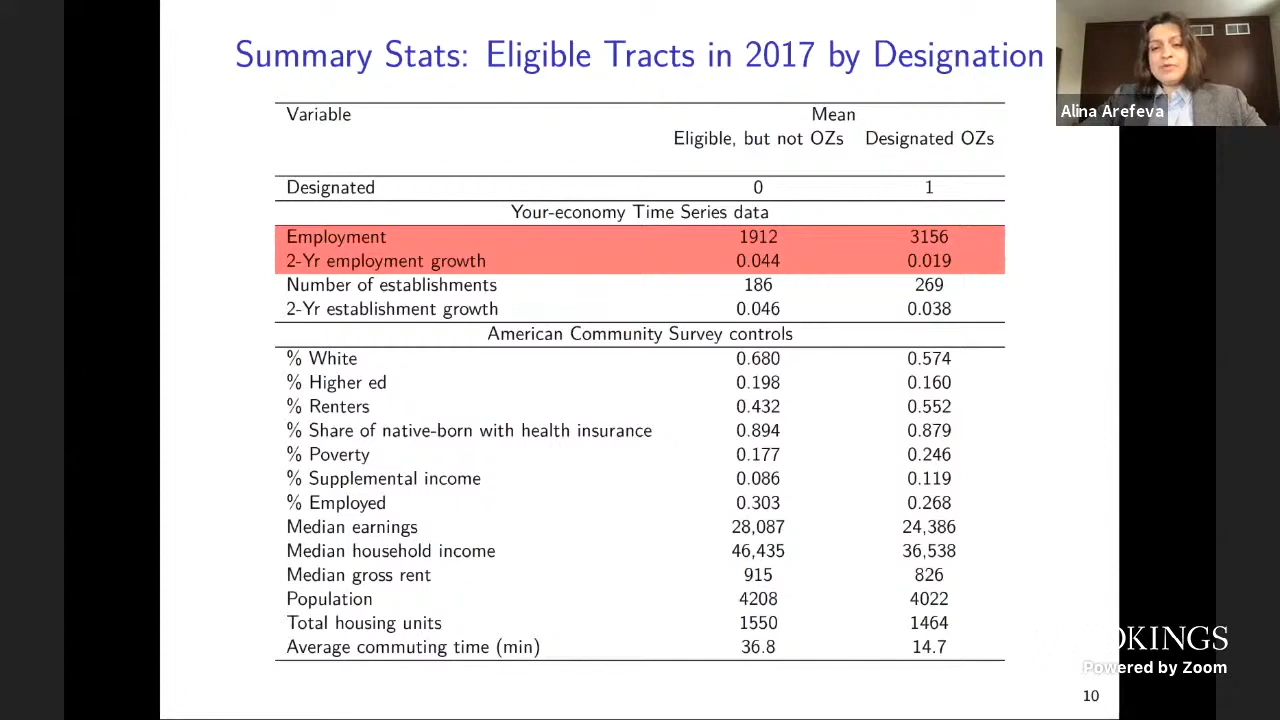 Summary Stats: Eligible Tracts in 2017 by Designation
Alina Arefeva
Variable Mean
Eligible, but not OZs Designated OZs
Designated 0 1
Your-economy Time Series data
Employment 1912 3156
2-Yr employment growth 0.044 0.019
Number of establishments 186 269
2-Yr establishment growth 0.046 0.038
American Community Survey controls
% White 0.680 0.574
% Higher ed 0.198 0.160
% Renters 0.432 0.552
% Share of native-born with health insurance 0.894 0.879
% Poverty 0.177 0.246
% Supplemental income 0.086 0.119
% Employed 0.303 0.268
Median earnings 28,087 24,386
Median household income 46,435 36,538
Median gross rent 915 826
Population 4208 4022
Total housing units 1550 1464
Average commuting time (min) 36.8 14.7
OKINGS
Powered by Zoom
10